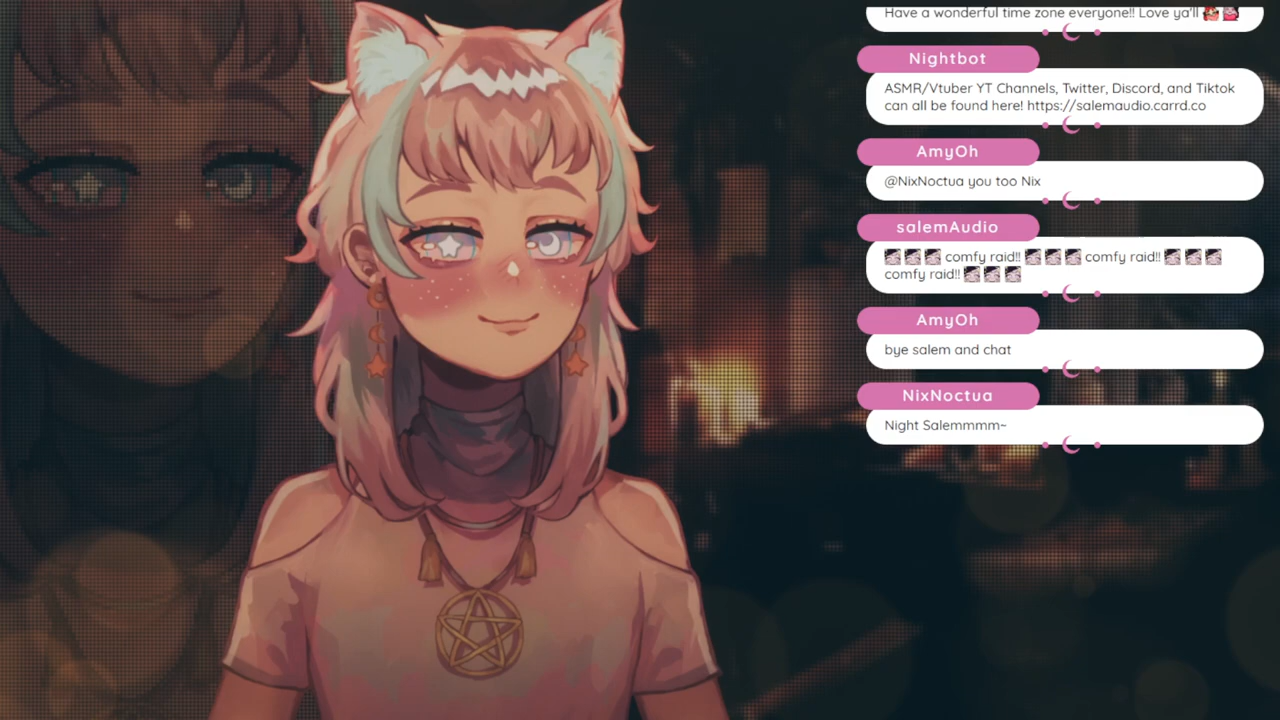 Have a wonderful time zone everyone!! Love ya'll
Nightbot
ASMR/Vtuber YT Channels, Twitter, Discord, and Tiktok
can all be found here! https://salemaudio.carrd.co
AmyOh
@NixNoctua you too Nix
salemAudio
comfy raid!! comfy raid!!
comfy raid!!
AmyOh
bye salem and chat
NixNoctua
Night Salemmmm~